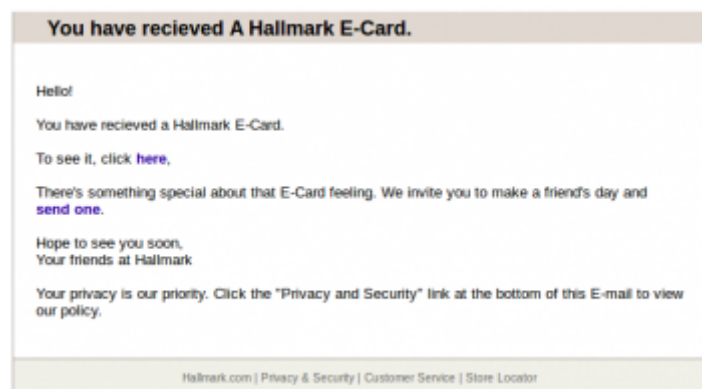 You have recieved A Hallmark E-Card.
Hello!
You have recieved a Hallmark E-Card.
To see it, click here,
There's something special about that E-Card feeling. We invite you to make a friend's day and
send one.
Hope to see you soon,
Your friends at Hallmark
Your privacy is our priority. Click the "Privacy and Security" link at the bottom of this E-mail to view
our policy.
Hallmark.com | Privacy & Security | Customer Service | Store Locator